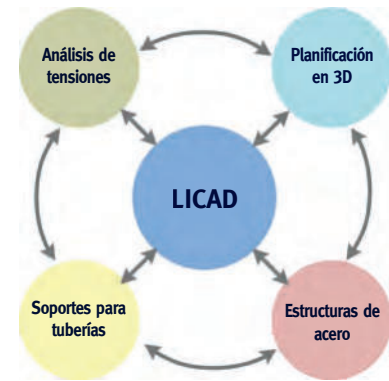 Análisis de
tensiones
Planificación
en 3D
LICAD
Soportes para
tuberías
Estructuras de
acero